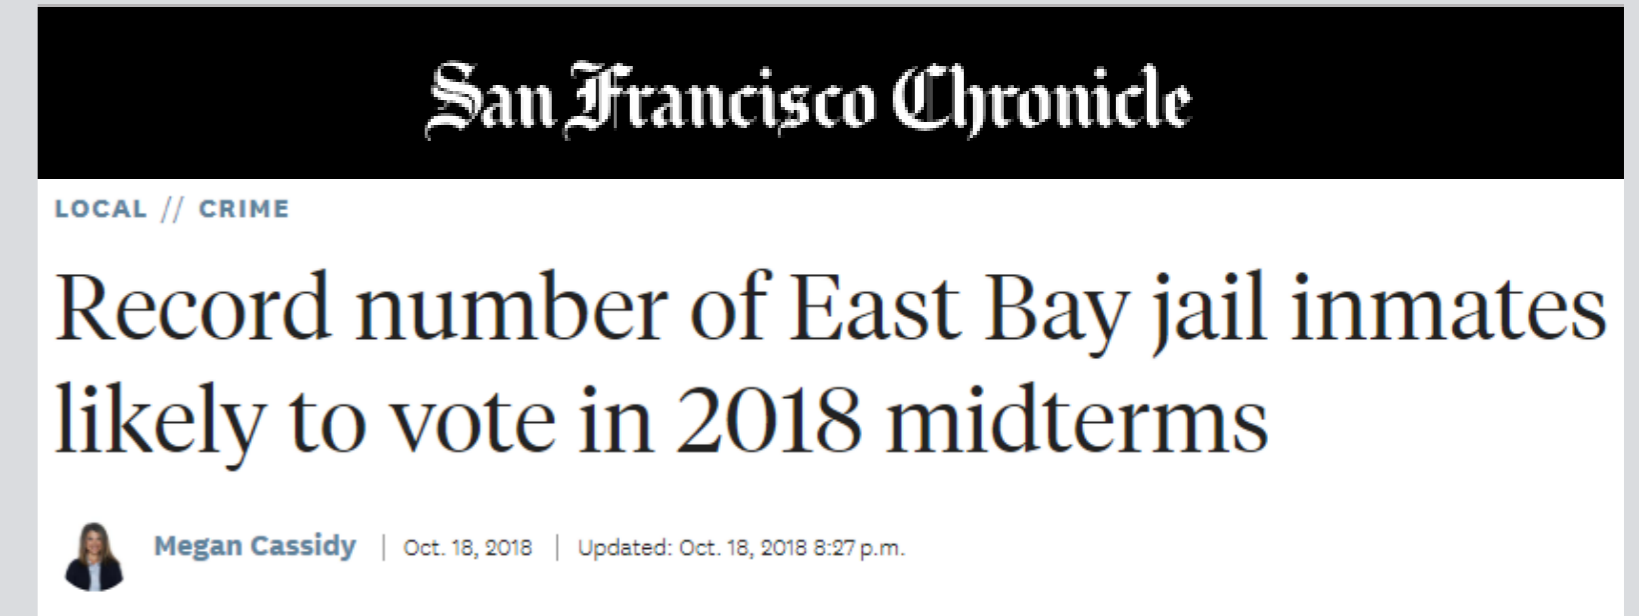 San Francisco Chronicle
LOCAL // CRIME
Record number of East Bay jail inmates
likely to vote in 2018 midterms
Megan Cassidy | Oct. 18, 2018 | Updated: Oct. 18, 2018 8:27 p.m.